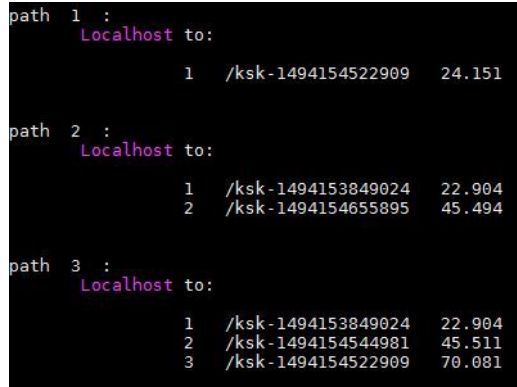 path 1 :
Localhost to:
1 /ksk-1494154522909 24.151
path 2 :
Localhost to:
1 /ksk-1494153849024 22.904
2 /ksk-1494154655895 45.494
path 3 :
Localhost to:
1 /ksk-1494153849024 22.904
2 /ksk-1494154544981 45.511
3 /ksk-1494154522909 70.081